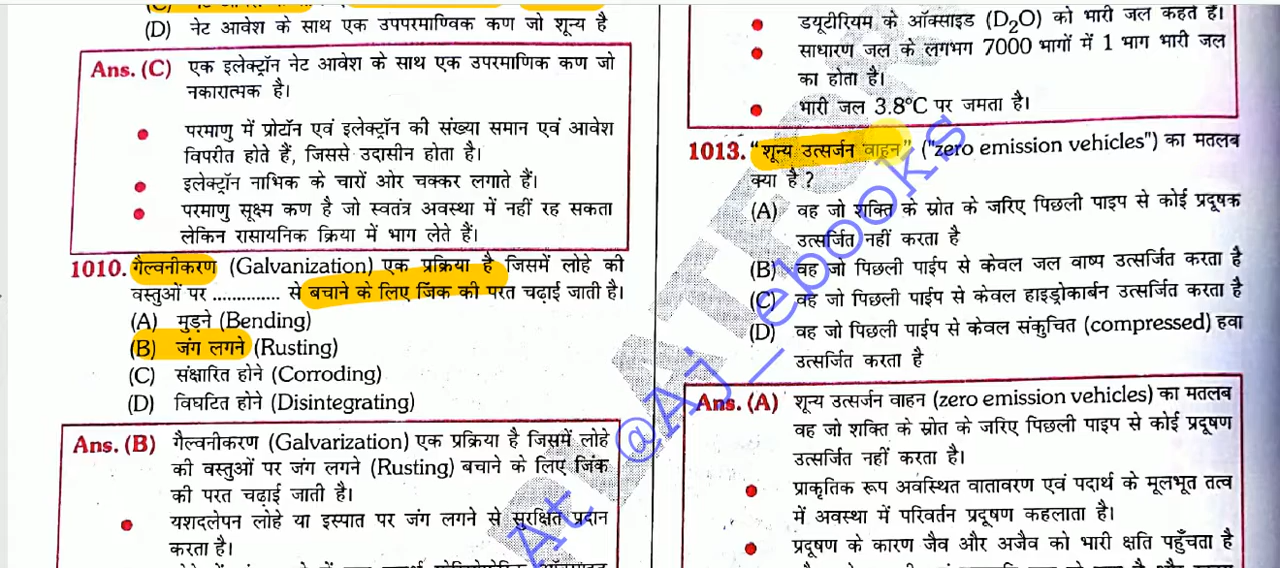 (D) नेट आवेश के साथ एक उपपरमाण्विक कण जो शून्य है
Ans. (C) एक इलेक्ट्रॉन नेट आवेश के साथ एक उपरमाणिक कण जो
नकारात्मक है।
● परमाणु में प्रोटॉन एवं इलेक्ट्रॉन की संख्या समान एवं आवेश
विपरीत होते हैं, जिससे उदासीन होता है।
● इलेक्ट्रॉन नाभिक के चारों ओर चक्कर लगाते हैं।
● परमाणु सूक्ष्म कण है जो स्वतंत्र अवस्था में नहीं रह सकता
लेकिन रासायनिक क्रिया में भाग लेते हैं।
1010. गैल्वनीकरण (Galvanization) एक प्रक्रिया है जिसमें लोहे की
वस्तुओं पर .............. से बचाने के लिए जिंक की परत चढ़ाई जाती है।
(A) मुड़ने (Bending)
(B) जंग लगने (Rusting)
(C) संक्षारित होने (Corroding)
(D) विघटित होने (Disintegrating)
Ans. (B) गैल्वनीकरण (Galvarization) एक प्रक्रिया है जिसमें लोहे
की वस्तुओं पर जंग लगने (Rusting) बचाने के लिए जिंक
की परत चढ़ाई जाती है।
● यशदलेपन लोहे या इस्पात पर जंग लगने से सुरक्षित प्रदान
करता है।
● डयूटीरियम के ऑक्साइड (D₂O) को भारी जल कहते हैं।
● साधारण जल के लगभग 7000 भागों में 1 भाग भारी जल
का होता है।
● भारी जल 3.8°C पर जमता है।
1013. "शून्य उत्सर्जन वाहन" ("zero emission vehicles") का मतलब
क्या है ?
(A) वह जो शक्ति के स्रोत के जरिए पिछली पाइप से कोई प्रदूषक
उत्सर्जित नहीं करता है
(B) वह जो पिछली पाईप से केवल जल वाष्प उत्सर्जित करता है
(C) वह जो पिछली पाईप से केवल हाइड्रोकार्बन उत्सर्जित करता है
(D) वह जो पिछली पाईप से केवल संकुचित (compressed) हवा
उत्सर्जित करता है
Ans. (A) शून्य उत्सर्जन वाहन (zero emission vehicles) का मतलब
वह जो शक्ति के स्रोत के जरिए पिछली पाइप से कोई प्रदूषण
उत्सर्जित नहीं करता है।
● प्राकृतिक रूप अवस्थित वातावरण एवं पदार्थ के मूलभूत तत्व
में अवस्था में परिवर्तन प्रदूषण कहलाता है।
● प्रदूषण के कारण जैव और अजैव को भारी क्षति पहुँचता है
At @Aj_ebooks